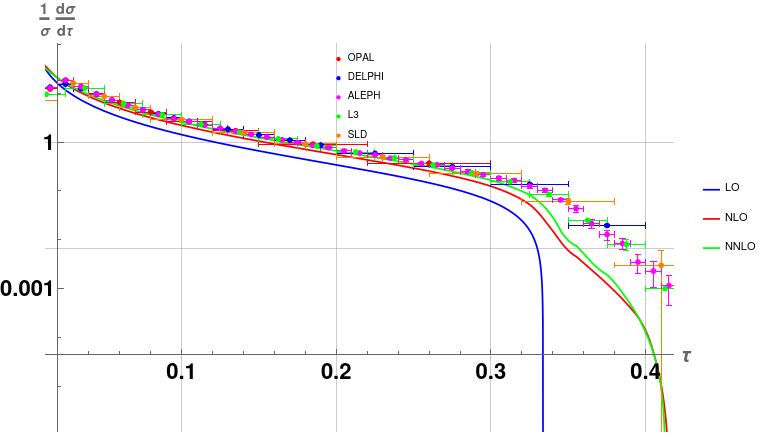 1 dσ
σ dτ
OPAL
DELPHI
ALEPH
L3
SLD
1
LO
NLO
NNLO
0.001
τ
0.1 0.2 0.3 0.4